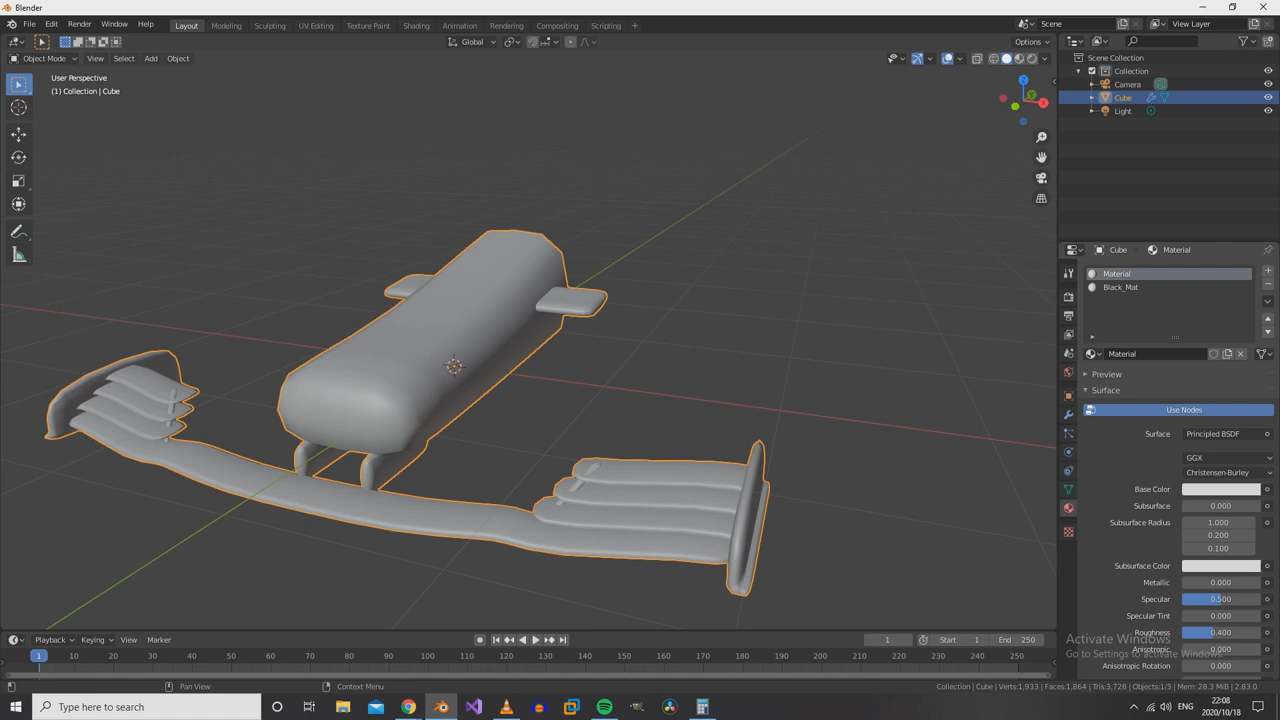 Blender
File Edit Render Window Help Layout Modeling Sculpting UV Editing Texture Paint Shading Animation Rendering Compositing Scripting + Scene View Layer
Global Options
Object Mode View Select Add Object
User Perspective
(1) Collection | Cube
Z
Y
X
Scene Collection
Collection
Camera
Cube
Light
Cube Material
Material
Black_Mat
Material
Preview
Surface
Use Nodes
Surface Principled BSDF
GGX
Christensen-Burley
Base Color
Subsurface 0.000
Subsurface Radius 1.000
0.200
0.100
Subsurface Color
Metallic 0.000
Specular 0.500
Specular Tint 0.000
Roughness 0.400
Anisotropic 0.000
Anisotropic Rotation 0.000
Activate Windows
Go to Settings to activate Windows.
Playback Keying View Marker 1 Start 1 End 250
1 10 20 30 40 50 60 70 80 90 100 110 120 130 140 150 160 170 180 190 200 210 220 230 240 250
Pan View Context Menu Collection | Cube | Verts:1,933 | Faces:1,864 | Tris:3,728 | Objects:1/3 | Mem: 28.3 MiB | 2.83.0
Type here to search
ENG
22:08
2020/10/18